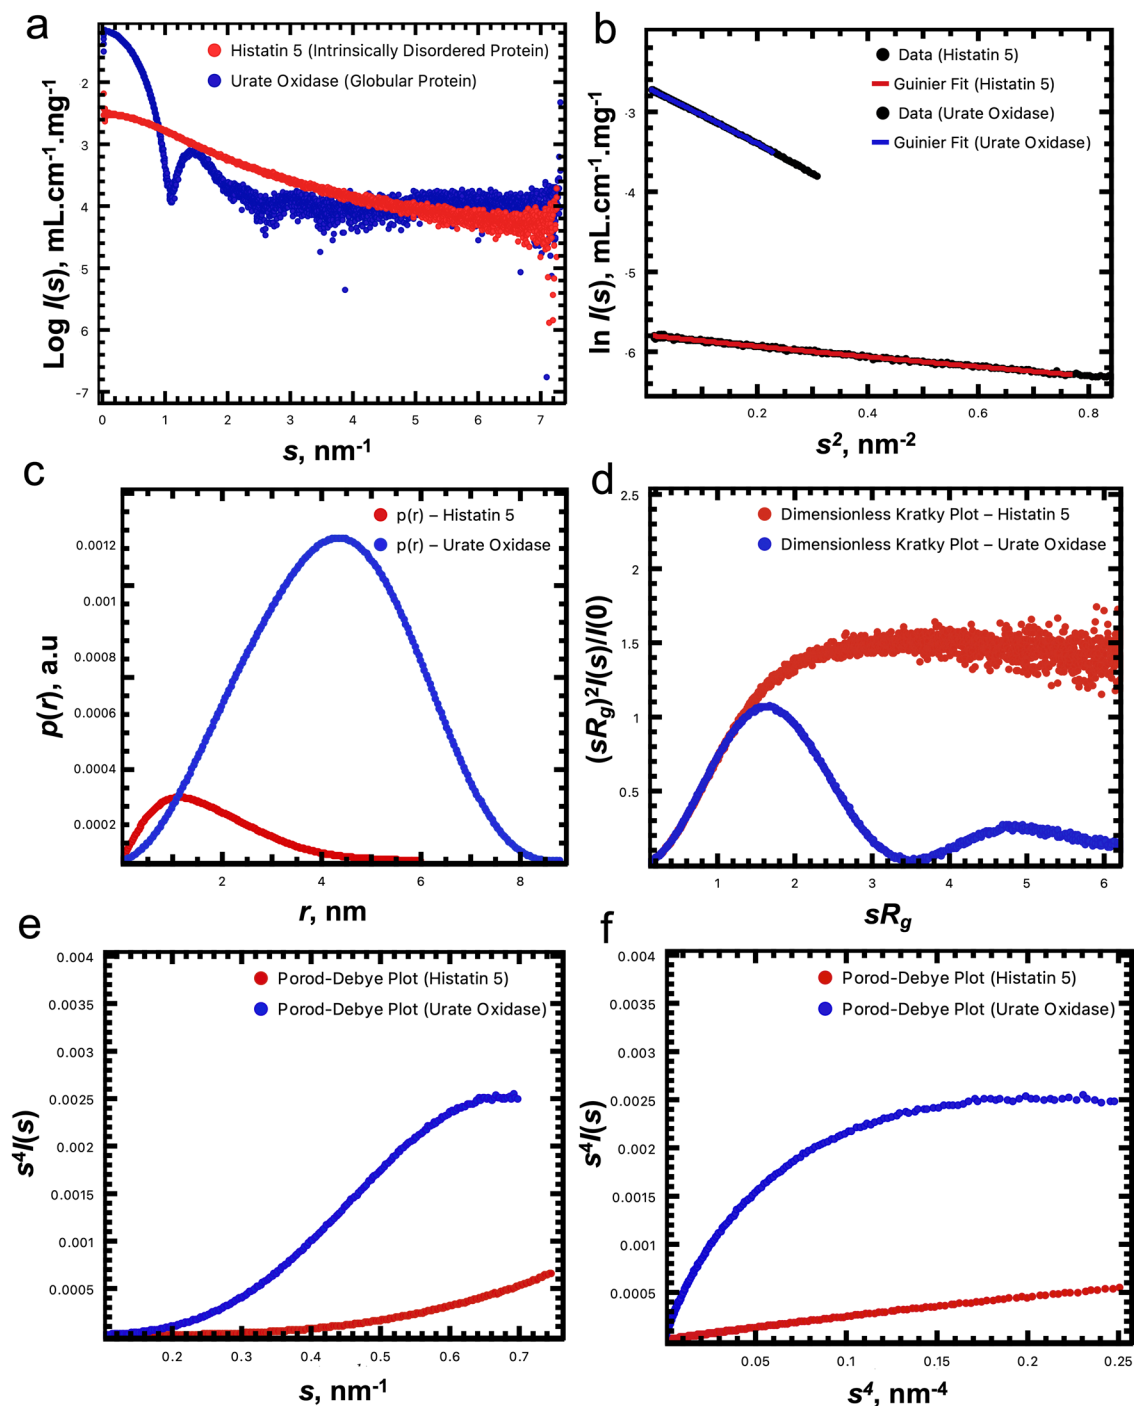 a
Histatin 5 (Intrinsically Disordered Protein)
Urate Oxidase (Globular Protein)
2
3
4
5
6
-7
Log I(s), mL.cm-1.mg-1
0 1 2 3 4 5 6 7
s, nm-1
b
Data (Histatin 5)
Guinier Fit (Histatin 5)
Data (Urate Oxidase)
Guinier Fit (Urate Oxidase)
-3
-4
-5
-6
ln I(s), mL.cm-1.mg-1
0.2 0.4 0.6 0.8
s2, nm-2
c
p(r) – Histatin 5
p(r) – Urate Oxidase
0.0012
0.001
0.0008
0.0006
0.0004
0.0002
p(r), a.u
2 4 6 8
r, nm
d
Dimensionless Kratky Plot – Histatin 5
Dimensionless Kratky Plot – Urate Oxidase
2.5
2
1.5
1
0.5
(sRg)2I(s)/I(0)
1 2 3 4 5 6
sRg
e
Porod-Debye Plot (Histatin 5)
Porod-Debye Plot (Urate Oxidase)
0.004
0.0035
0.003
0.0025
0.002
0.0015
0.001
0.0005
s4I(s)
0.2 0.3 0.4 0.5 0.6 0.7
s, nm-1
f
Porod-Debye Plot (Histatin 5)
Porod-Debye Plot (Urate Oxidase)
0.004
0.0035
0.003
0.0025
0.002
0.0015
0.001
0.0005
s4I(s)
0.05 0.1 0.15 0.2 0.25
s4, nm-4